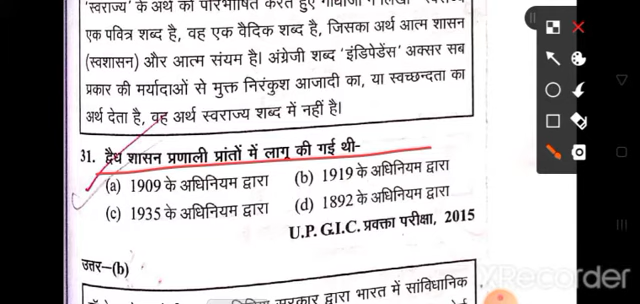 'स्वराज्य' के अर्थ को परिभाषित करते हुए गांधीजी ने लिखा
एक पवित्र शब्द है, वह एक वैदिक शब्द है, जिसका अर्थ आत्म शासन
(स्वशासन) और आत्म संयम है। अंग्रेजी शब्द 'इंडिपेडेंस' अक्सर सब
प्रकार की मर्यादाओं से मुक्त निरंकुश आजादी का, या स्वच्छन्दता का
अर्थ देता है, वह अर्थ स्वराज्य शब्द में नहीं है।
31. द्वैध शासन प्रणाली प्रांतों में लागू की गई थी-
(a) 1909 के अधिनियम द्वारा (b) 1919 के अधिनियम द्वारा
(c) 1935 के अधिनियम द्वारा (d) 1892 के अधिनियम द्वारा
U.P. G.I.C. प्रवक्ता परीक्षा, 2015
उत्तर-(b)
सरकार द्वारा भारत में सांविधानिक
XRecorder